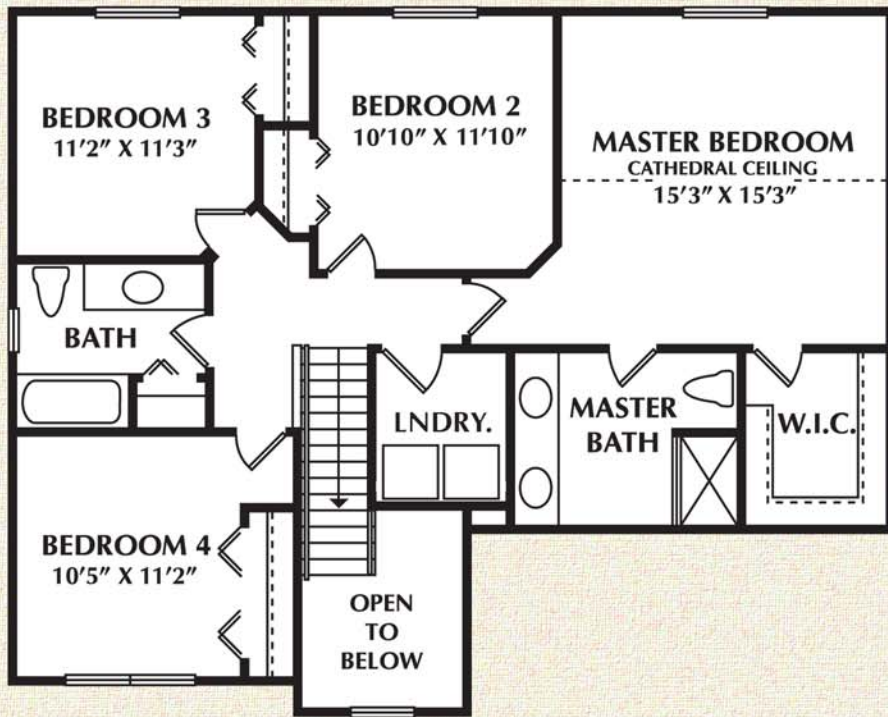 BEDROOM 3
11′2″ X 11′3″
BEDROOM 2
10′10″ X 11′10″
MASTER BEDROOM
CATHEDRAL CEILING
15′3″ X 15′3″
BATH
LNDRY.
MASTER
BATH
W.I.C.
BEDROOM 4
10′5″ X 11′2″
OPEN
TO
BELOW